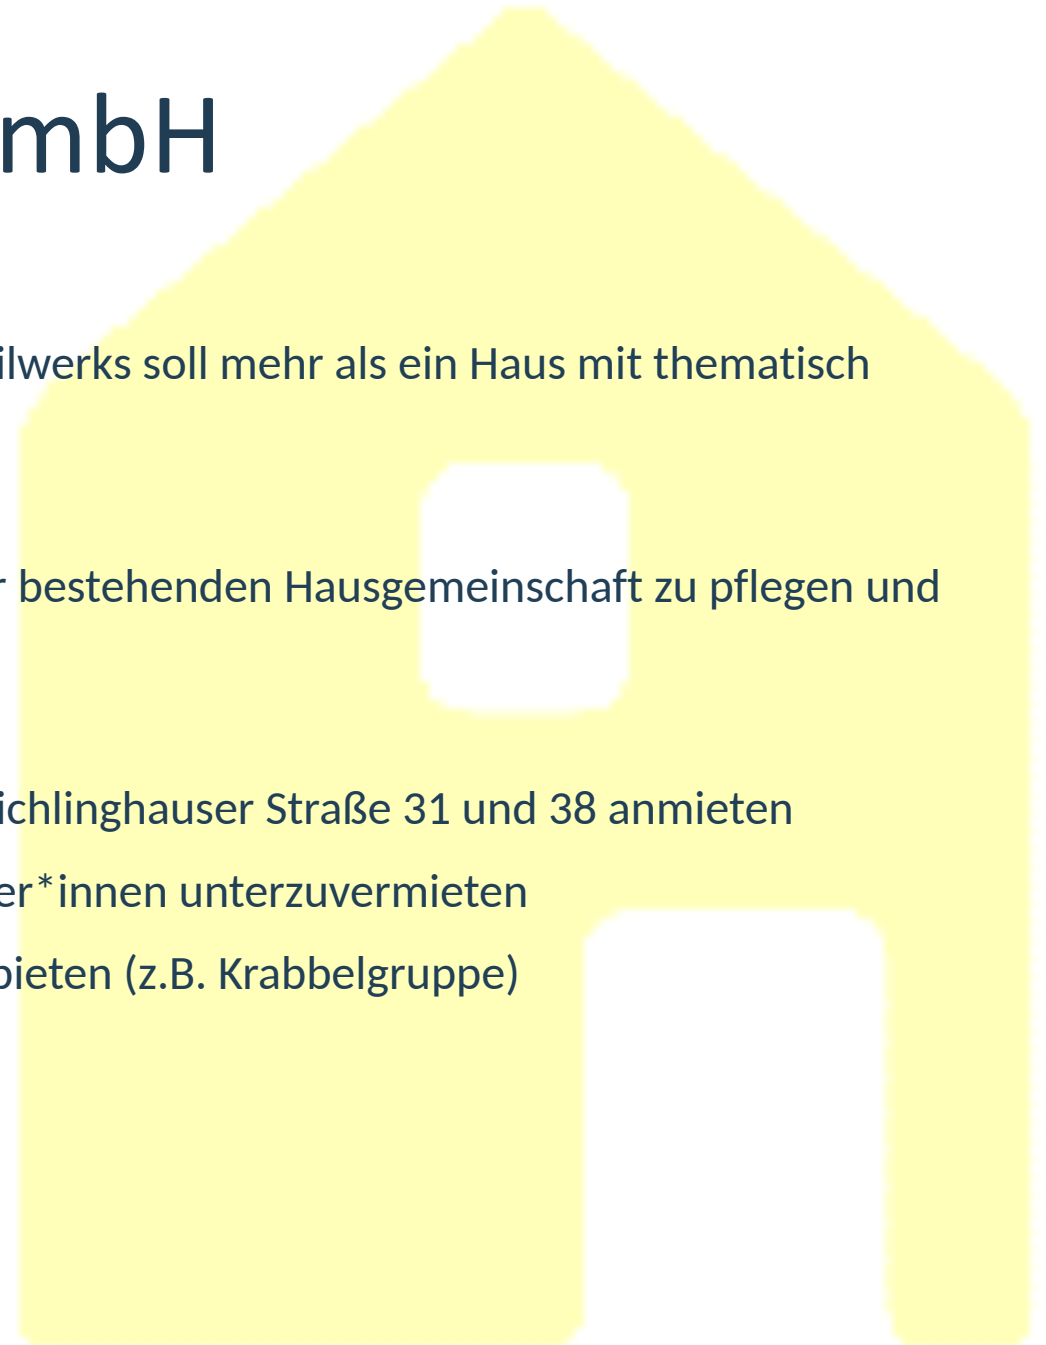 mbH
ilwerks soll mehr als ein Haus mit thematisch
r bestehenden Hausgemeinschaft zu pflegen und
ichlinghauser Straße 31 und 38 anmieten
er*innen unterzuvermieten
bieten (z.B. Krabbelgruppe)